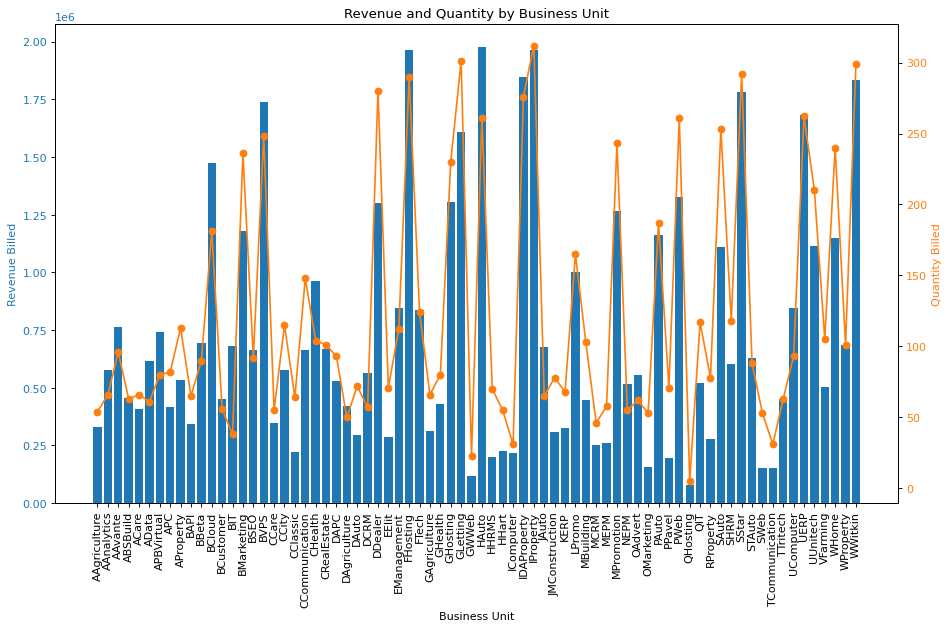 Revenue and Quantity by Business Unit
1e6
2.00
1.75
1.50
1.25
1.00
0.75
0.50
0.25
0.00
Revenue Billed
300
250
200
150
100
50
0
Quantity Billed
AAgriculture
AAnalytics
AAvante
ABSBuild
ACare
AData
APBVirtual
APC
AProperty
BAPI
BBeta
BCloud
BCustomer
BIT
BMarketing
BSEO
BVPS
CCare
CCity
CClassic
CCommunication
CHealth
CRealEstate
DAPC
DAgriculture
DAuto
DCRM
DDealer
EElit
EManagement
FHosting
FTech
GAgriculture
GHealth
GHosting
GLetting
GWWeb
HAuto
HHRMS
HHart
IComputer
IDAProperty
IProperty
JAuto
JMConstruction
KERP
LPromo
MBuilding
MCRM
MEPM
MPromotion
NEPM
OAdvert
OMarketing
PAuto
PPavel
PWeb
QHosting
QIT
RProperty
SAuto
SHRM
SStar
STAuto
SWeb
TCommunication
TTritech
UComputer
UERP
UUnitech
VFarming
WHome
WProperty
WWitkin
Business Unit